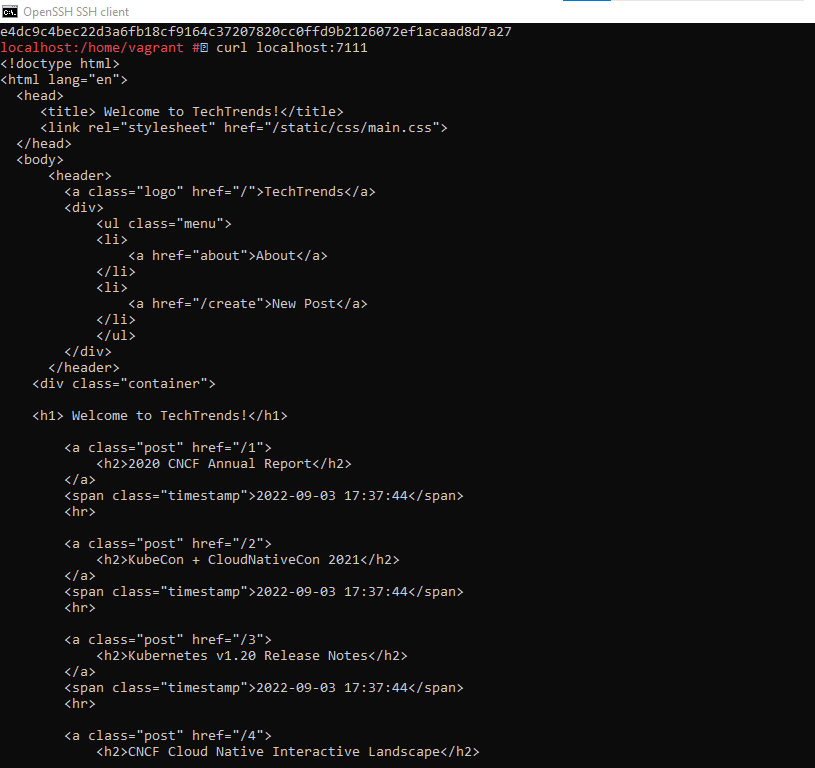 OpenSSH SSH client
e4dc9c4bec22d3a6fb18cf9164c37207820cc0ffd9b2126072ef1acaad8d7a27
localhost:/home/vagrant # curl localhost:7111
<!doctype html>
<html lang="en">
  <head>
     <title> Welcome to TechTrends!</title>
     <link rel="stylesheet" href="/static/css/main.css">
  </head>
  <body>
      <header>
        <a class="logo" href="/">TechTrends</a>
        <div>
            <ul class="menu">
            <li>
                <a href="about">About</a>
            </li>
            <li>
                <a href="/create">New Post</a>
            </li>
            </ul>
        </div>
      </header>
    <div class="container">
    <h1> Welcome to TechTrends!</h1>
        <a class="post" href="/1">
            <h2>2020 CNCF Annual Report</h2>
        </a>
        <span class="timestamp">2022-09-03 17:37:44</span>
        <hr>
        <a class="post" href="/2">
            <h2>KubeCon + CloudNativeCon 2021</h2>
        </a>
        <span class="timestamp">2022-09-03 17:37:44</span>
        <hr>
        <a class="post" href="/3">
            <h2>Kubernetes v1.20 Release Notes</h2>
        </a>
        <span class="timestamp">2022-09-03 17:37:44</span>
        <hr>
        <a class="post" href="/4">
            <h2>CNCF Cloud Native Interactive Landscape</h2>